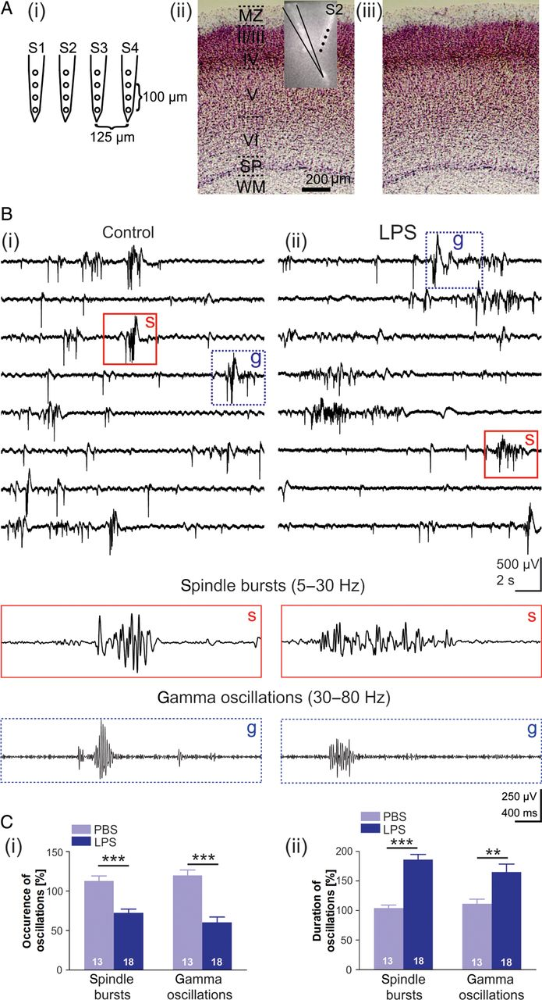 A (i) (ii) (iii)
S1 S2 S3 S4
100 µm
125 µm
S2
MZ
II/III
IV
V
VI
SP
WM
200 µm
B
(i) Control (ii) LPS
g
s
g
s
500 µV
2 s
Spindle bursts (5–30 Hz)
s s
Gamma oscillations (30–80 Hz)
g g
250 µV
400 ms
C
(i)
PBS
LPS
Occurence of
oscillations [%]
150
100
50
0
*** ***
13 18 13 18
Spindle
bursts
Gamma
oscillations
(ii)
PBS
LPS
Duration of
oscillations [%]
200
150
100
50
0
*** **
13 18 13 18
Spindle
bursts
Gamma
oscillations